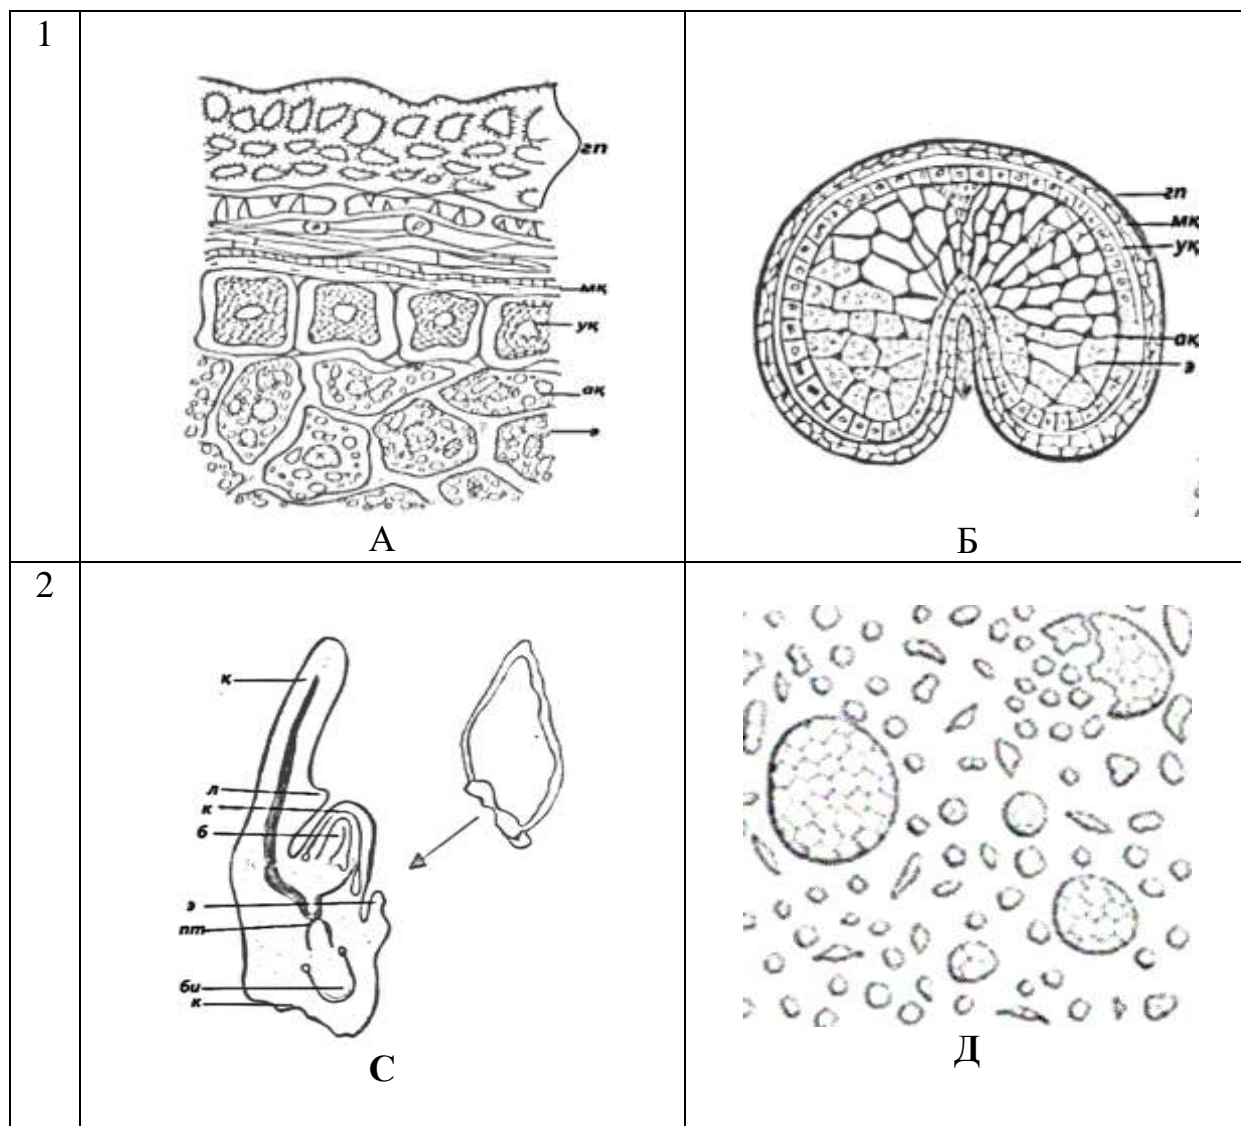 1
гп
мқ
уқ
ақ
э
А
гп
мқ
уқ
ақ
э
Б
2
қ
л
к
б
э
пт
би
к
С
Д